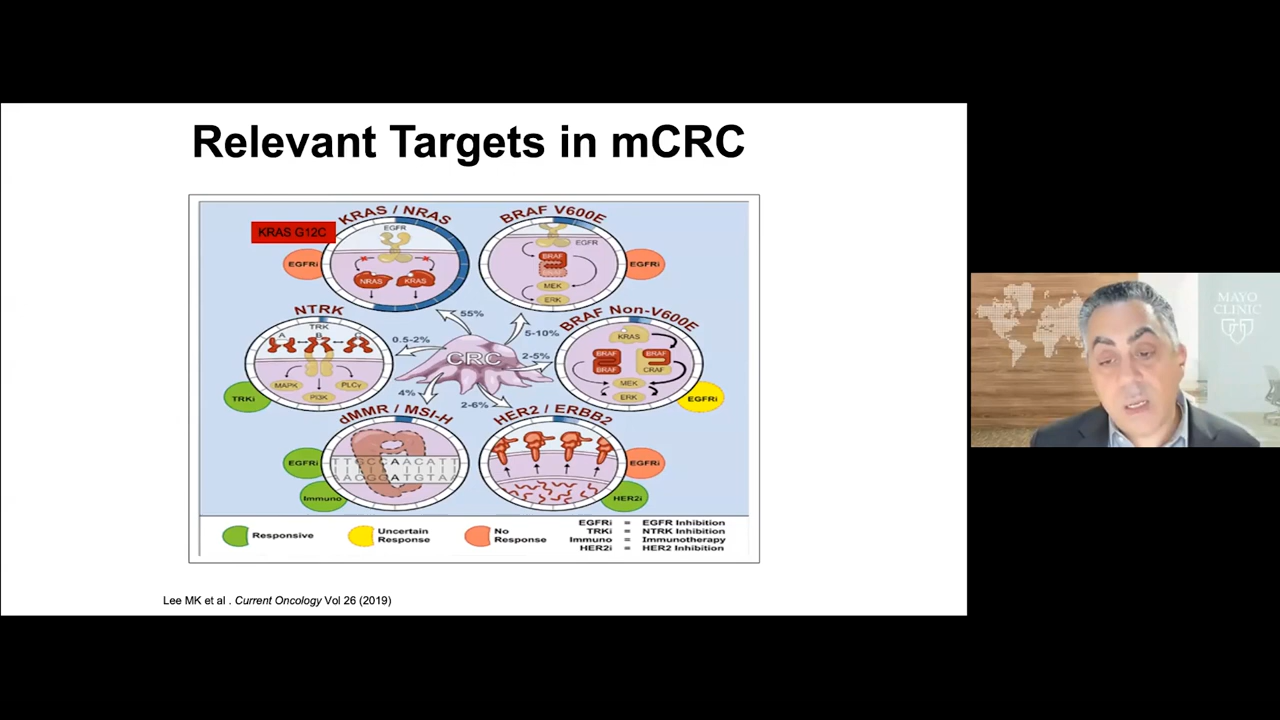 Relevant Targets in mCRC
KRAS / NRAS
BRAF V600E
KRAS G12C
EGFR
EGFR
EGFRi
NRAS
KRAS
BRAF
MEK
ERK
EGFRi
NTRK
55%
5-10%
BRAF Non-V600E
TRK
A
B
C
0.5-2%
CRC
2-5%
KRAS
BRAF
BRAF
BRAF
CRAF
MAPK
PI3K
PLCγ
MEK
ERK
TRKi
EGFRi
4%
2-6%
dMMR / MSI-H
HER2 / ERBB2
EGFRi
TTGCCAACATT
EGFRi
Immuno
HER2i
Responsive
Uncertain
Response
No
Response
EGFRi = EGFR Inhibition
TRKi = NTRK Inhibition
Immuno = Immunotherapy
HER2i = HER2 Inhibition
Lee MK et al . Current Oncology Vol 26 (2019)
MAYO
CLINIC